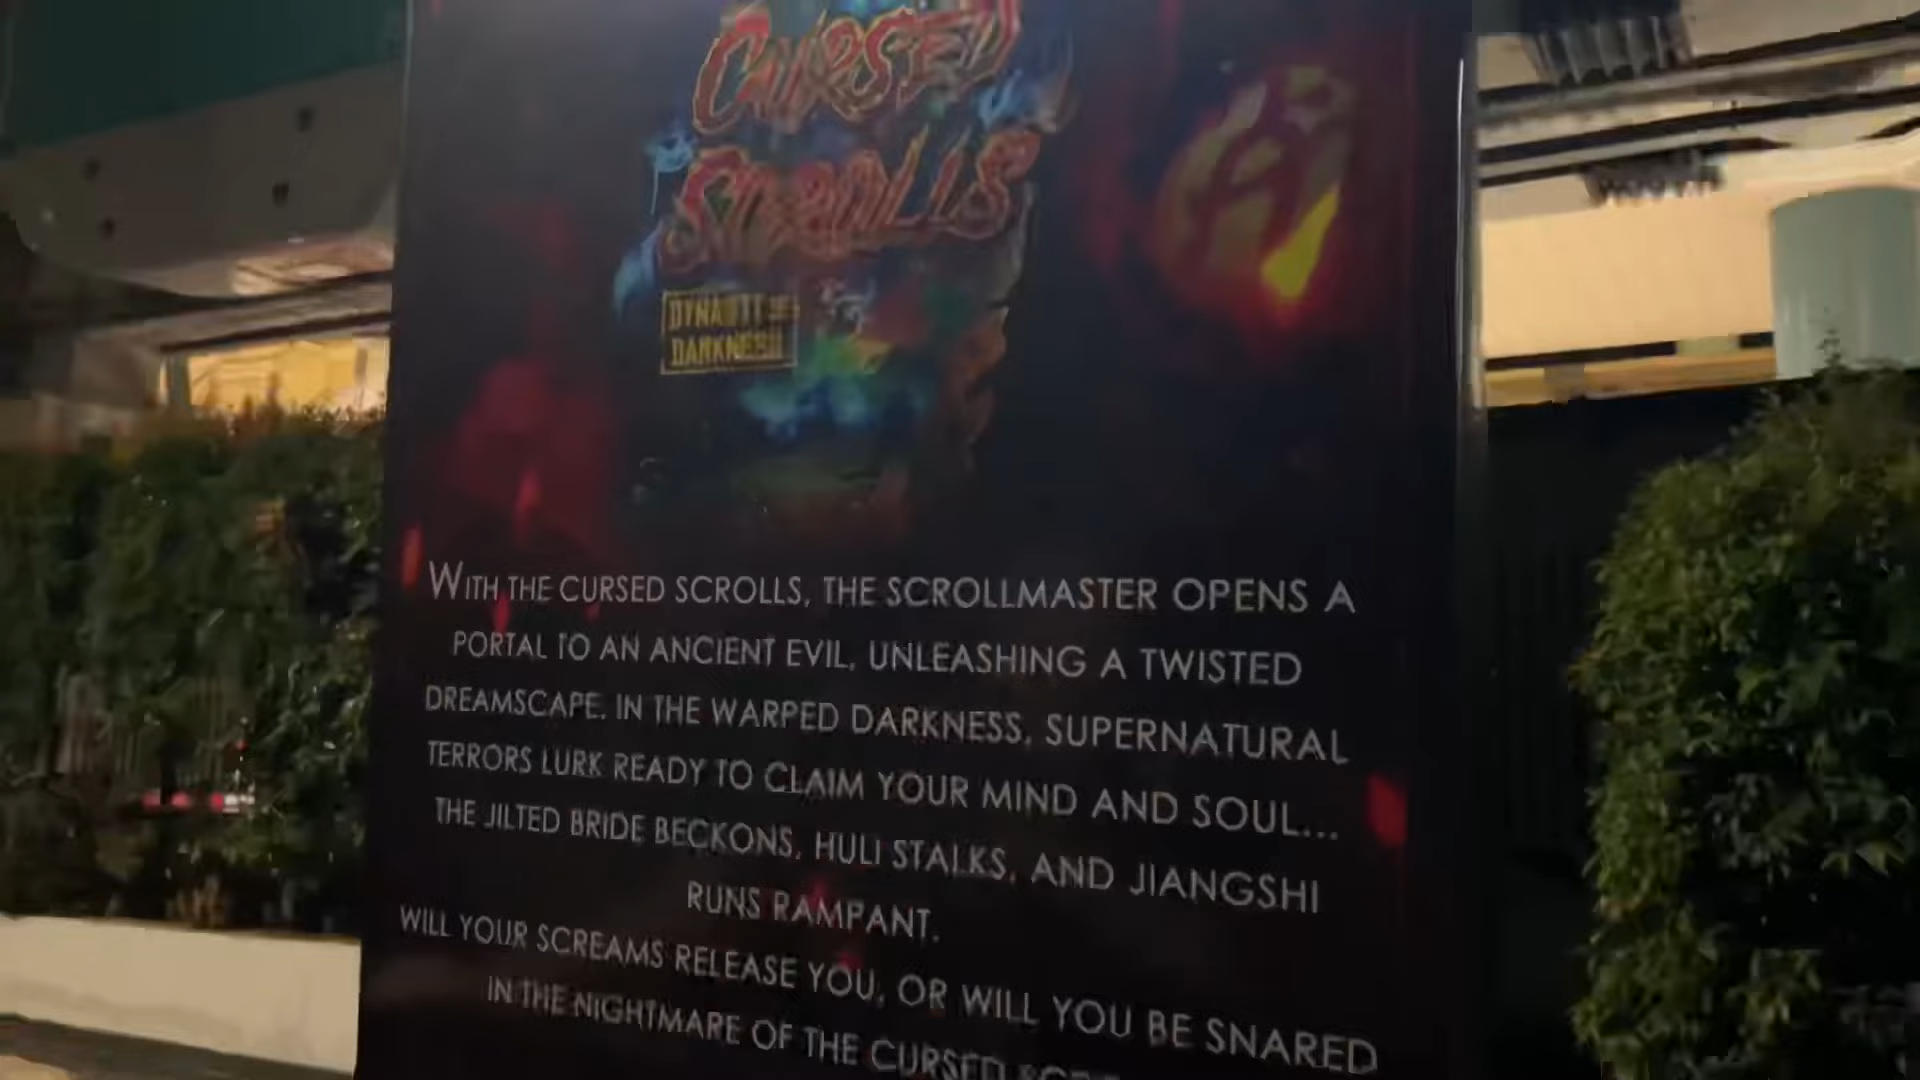 CURSED
SCROLLS
DYNASTY OF
DARKNESS
WITH THE CURSED SCROLLS, THE SCROLLMASTER OPENS A
PORTAL TO AN ANCIENT EVIL, UNLEASHING A TWISTED
DREAMSCAPE. IN THE WARPED DARKNESS, SUPERNATURAL
TERRORS LURK READY TO CLAIM YOUR MIND AND SOUL...
THE JILTED BRIDE BECKONS, HULI STALKS, AND JIANGSHI
RUNS RAMPANT.
WILL YOUR SCREAMS RELEASE YOU, OR WILL YOU BE SNARED
IN THE NIGHTMARE OF THE CURSED